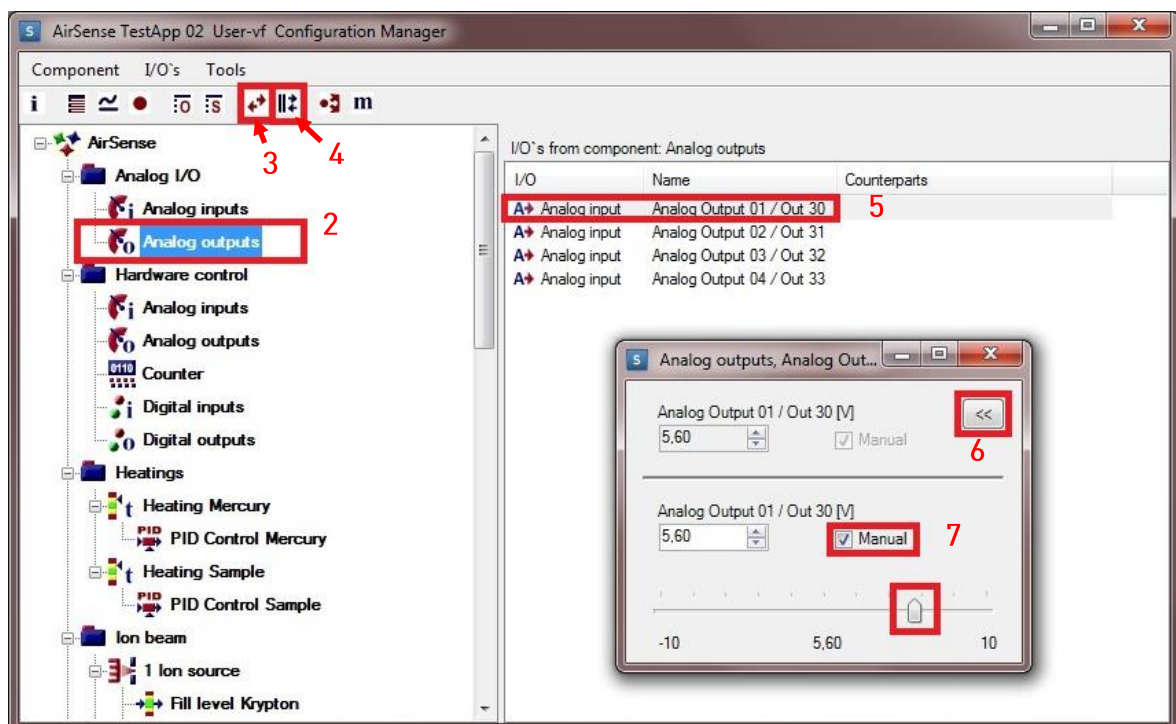 S AirSense TestApp 02 User-vf Configuration Manager
Component I/O`s Tools
i O S m
3 4
AirSense
Analog I/O
i Analog inputs
O Analog outputs
2
Hardware control
i Analog inputs
O Analog outputs
0110 Counter
i Digital inputs
O Digital outputs
Heatings
t Heating Mercury
PID PID Control Mercury
t Heating Sample
PID PID Control Sample
Ion beam
1 Ion source
Fill level Krypton
I/O`s from component: Analog outputs
I/O Name Counterparts
A Analog input Analog Output 01 / Out 30 5
A Analog input Analog Output 02 / Out 31
A Analog input Analog Output 03 / Out 32
A Analog input Analog Output 04 / Out 33
S Analog outputs, Analog Out...
Analog Output 01 / Out 30 [V] <<
5,60 Manual 6
Analog Output 01 / Out 30 [V]
5,60 Manual 7
-10 5,60 10